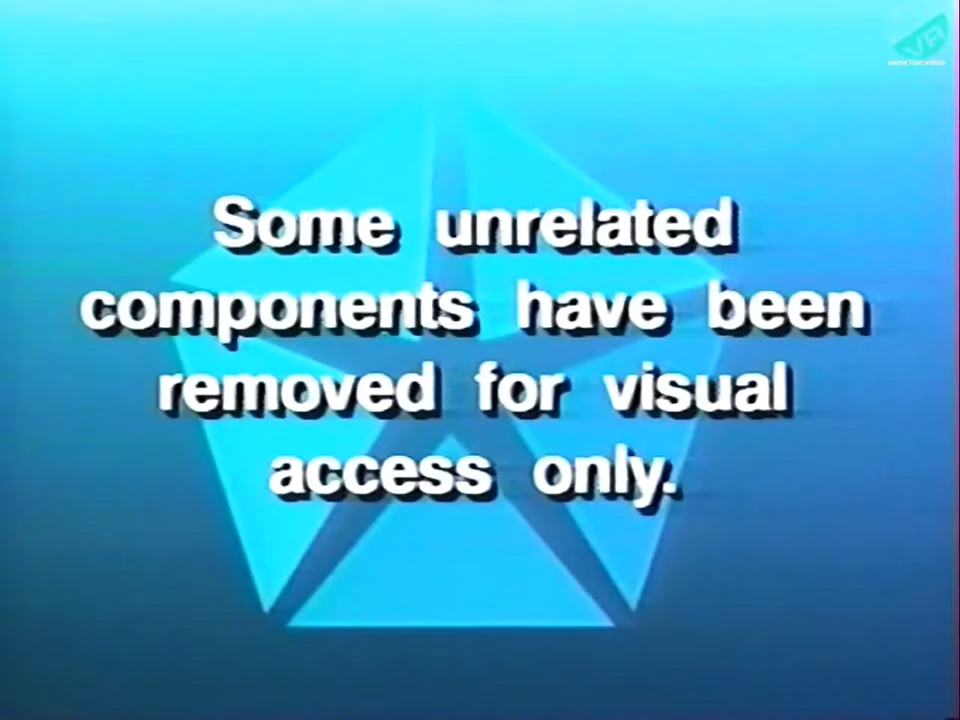 Some unrelated
components have been
removed for visual
access only.